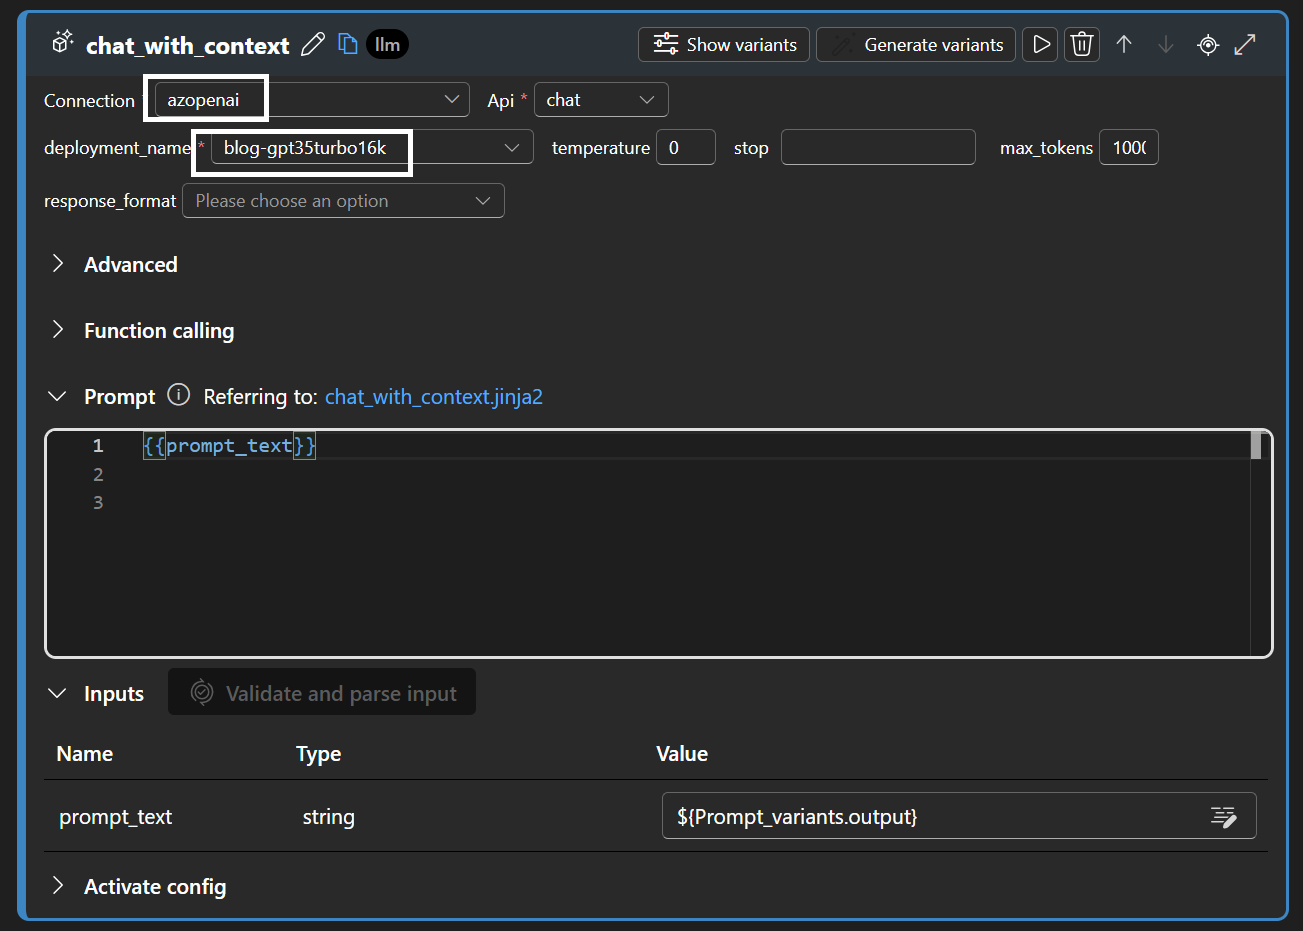 chat_with_context llm Show variants Generate variants
Connection azopenai Api * chat
deployment_name * blog-gpt35turbo16k temperature 0 stop max_tokens 1000
response_format Please choose an option
Advanced
Function calling
Prompt Referring to: chat_with_context.jinja2
1 {{prompt_text}}
2
3
Inputs Validate and parse input
Name Type Value
prompt_text string ${Prompt_variants.output}
Activate config